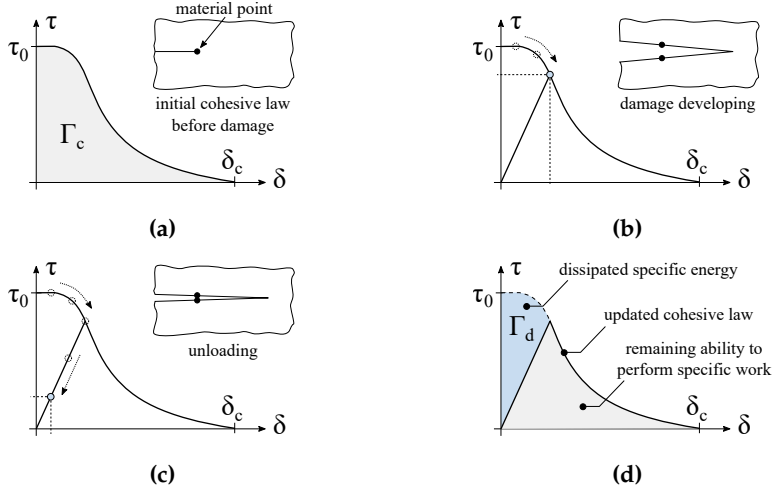 τ
τ₀
material point
initial cohesive law
before damage
Γc
δc
δ
(a)
τ
τ₀
damage developing
δc
δ
(b)
τ
τ₀
unloading
δc
δ
(c)
τ
τ₀
dissipated specific energy
Γd
updated cohesive law
remaining ability to
perform specific work
δc
δ
(d)